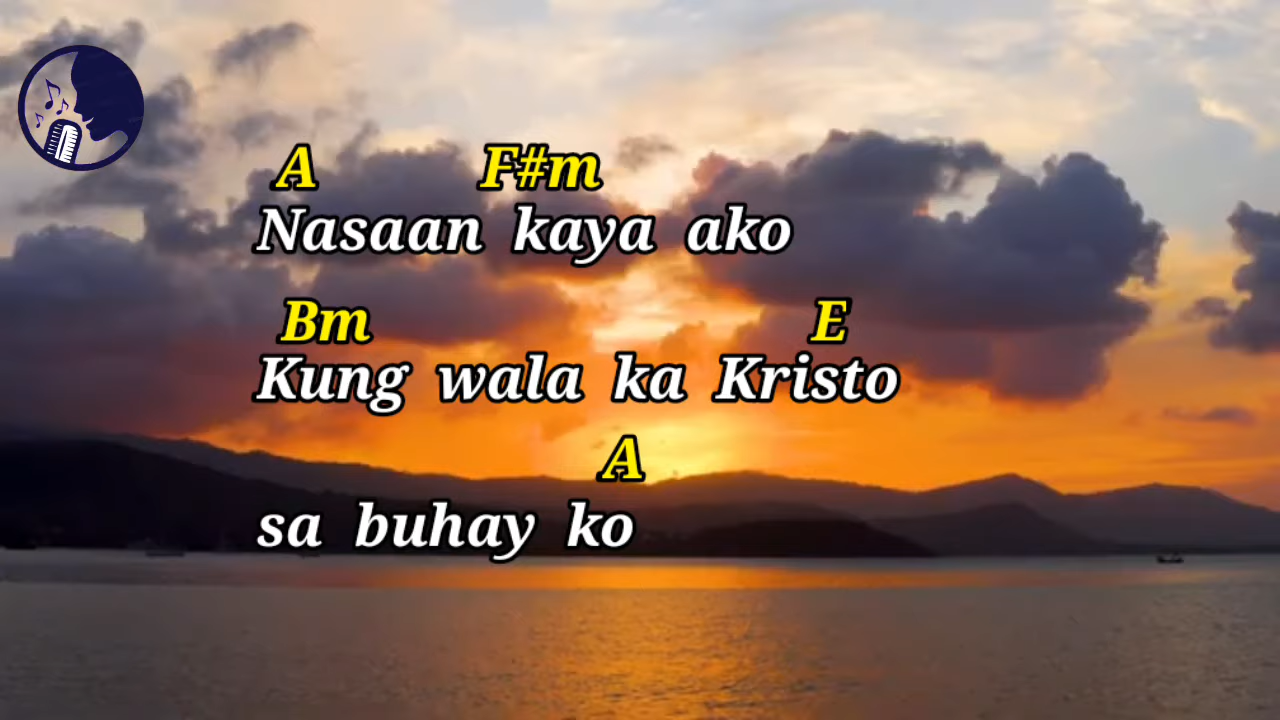 A F#m
Nasaan kaya ako
Bm E
Kung wala ka Kristo
A
sa buhay ko